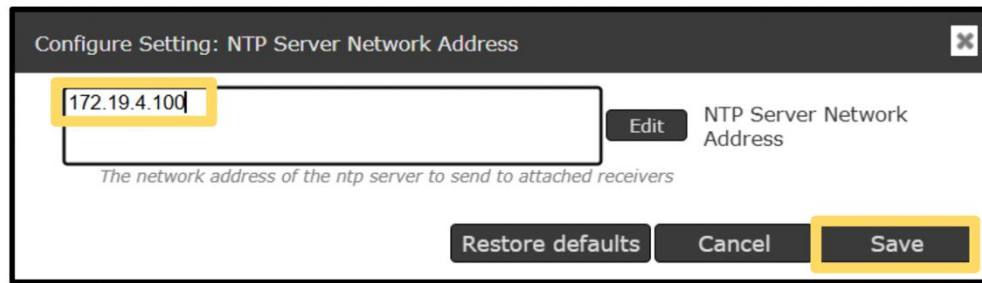 Configure Setting: NTP Server Network Address
172.19.4.100
Edit
NTP Server Network
Address
The network address of the ntp server to send to attached receivers
Restore defaults
Cancel
Save